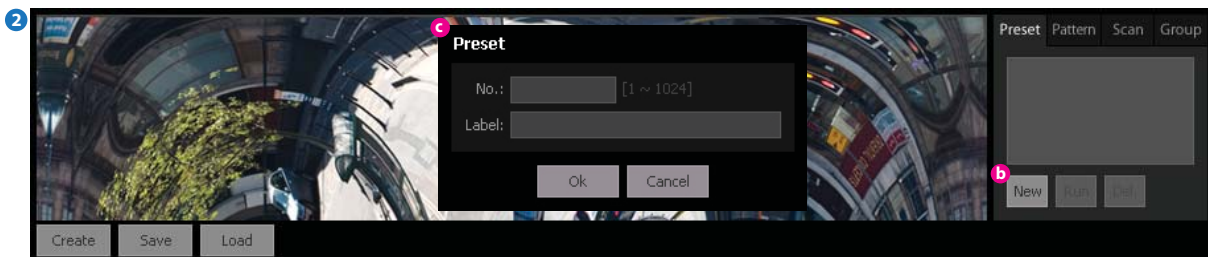 2
c
Preset
No.: [1 ~ 1024]
Label:
Ok Cancel
Preset Pattern Scan Group
b
New Run Del
Create Save Load